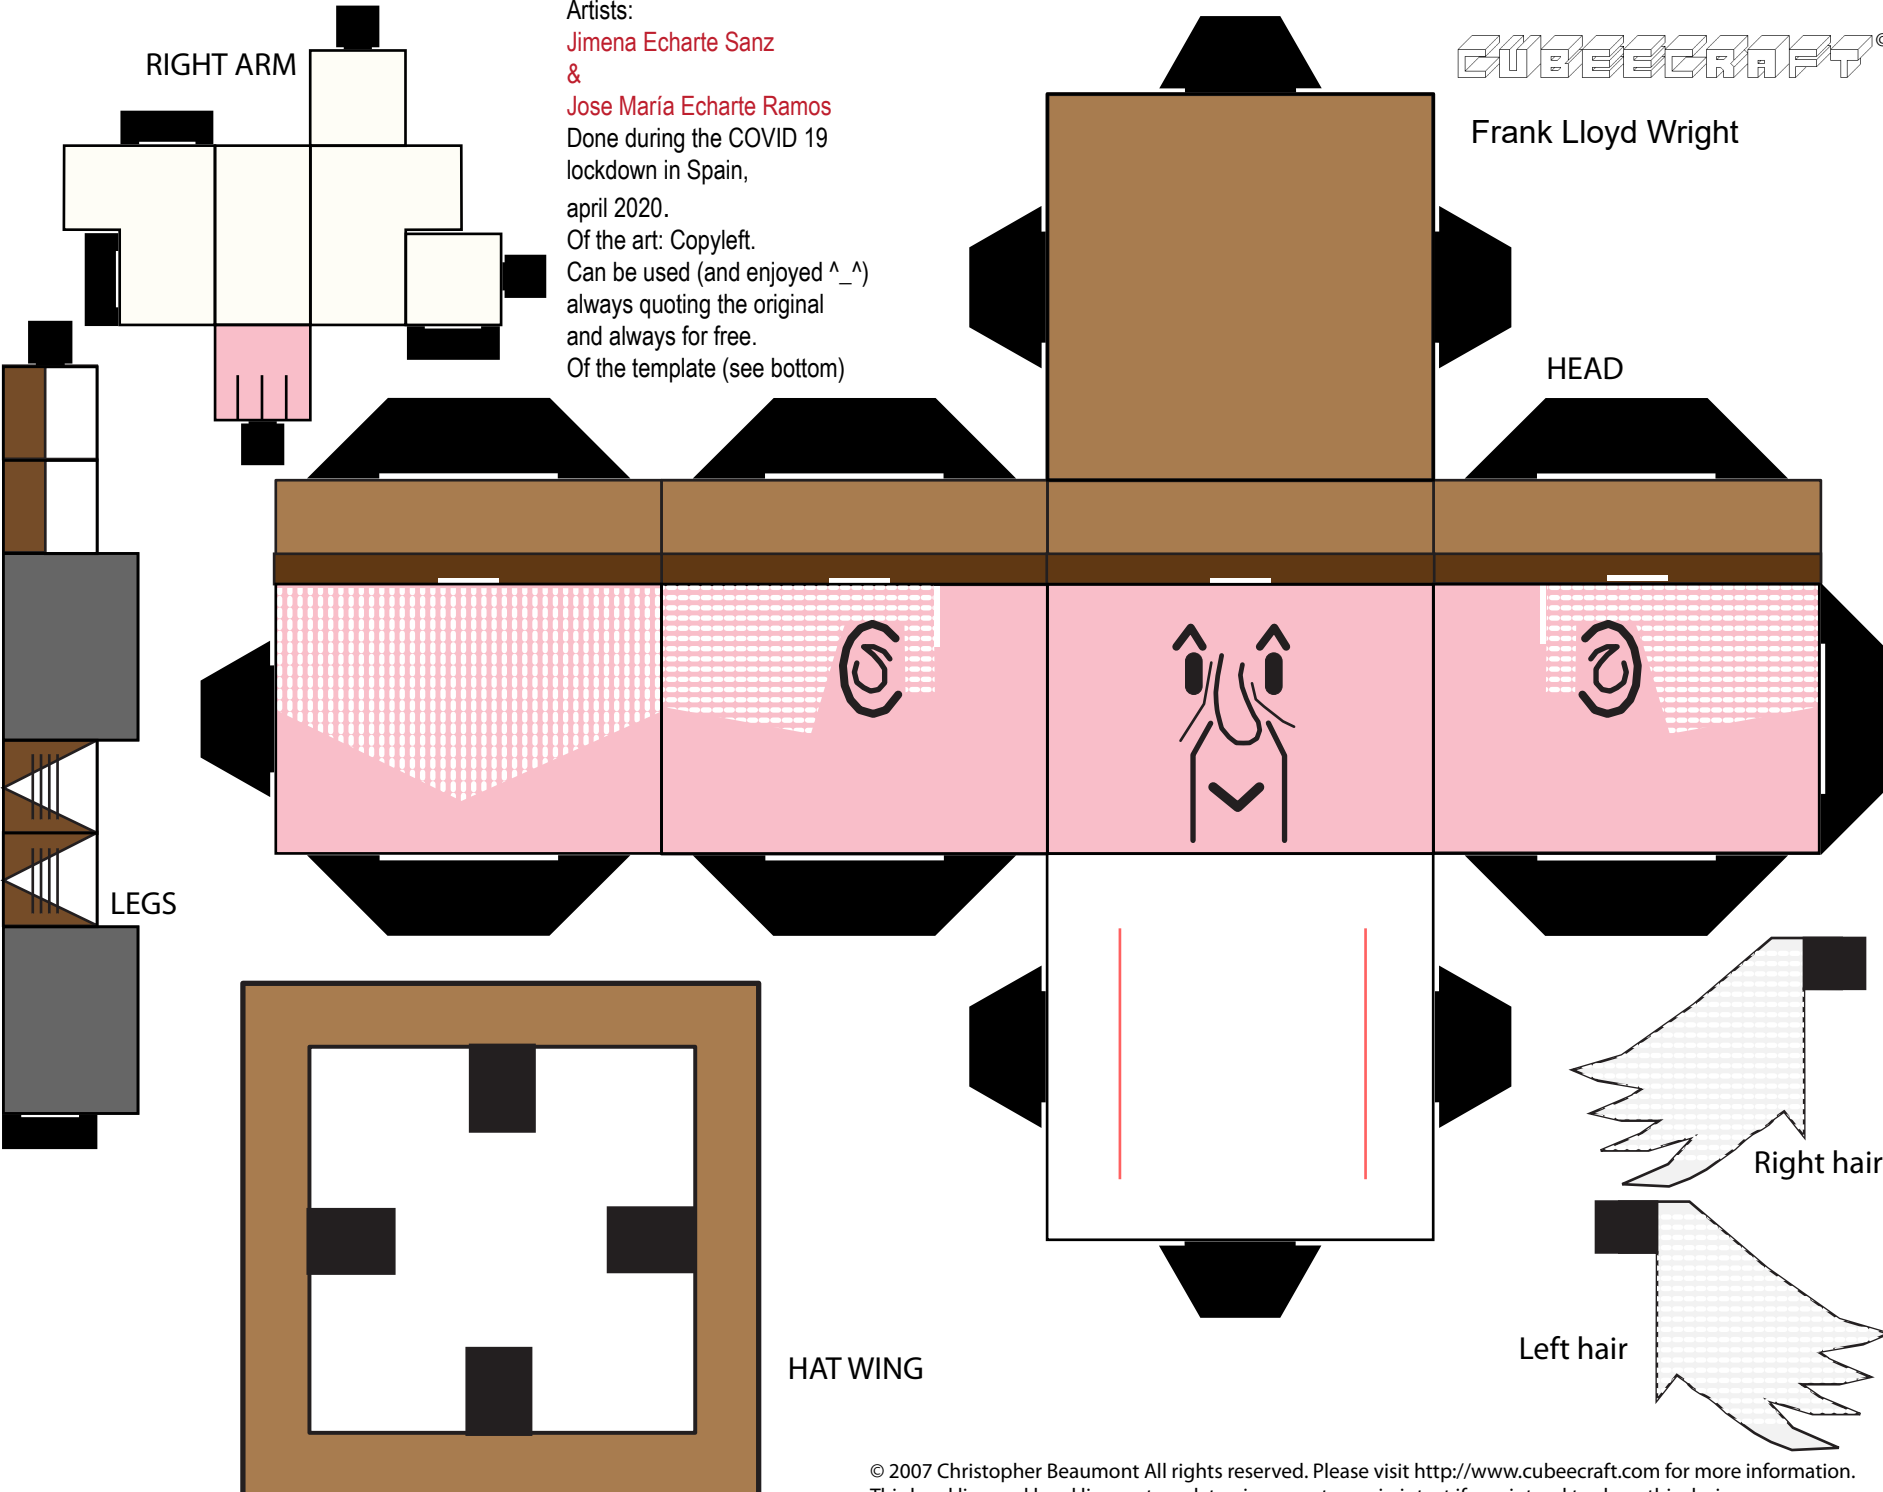 Artists:
Jimena Echarte Sanz
&
Jose María Echarte Ramos
Done during the COVID 19
lockdown in Spain,
april 2020.
Of the art: Copyleft.
Can be used (and enjoyed ^_^)
always quoting the original
and always for free.
Of the template (see bottom)
RIGHT ARM
CUBEECRAFT©
Frank Lloyd Wright
HEAD
LEGS
Right hair
Left hair
HAT WING
© 2007 Christopher Beaumont All rights reserved. Please visit http://www.cubeecraft.com for more information.